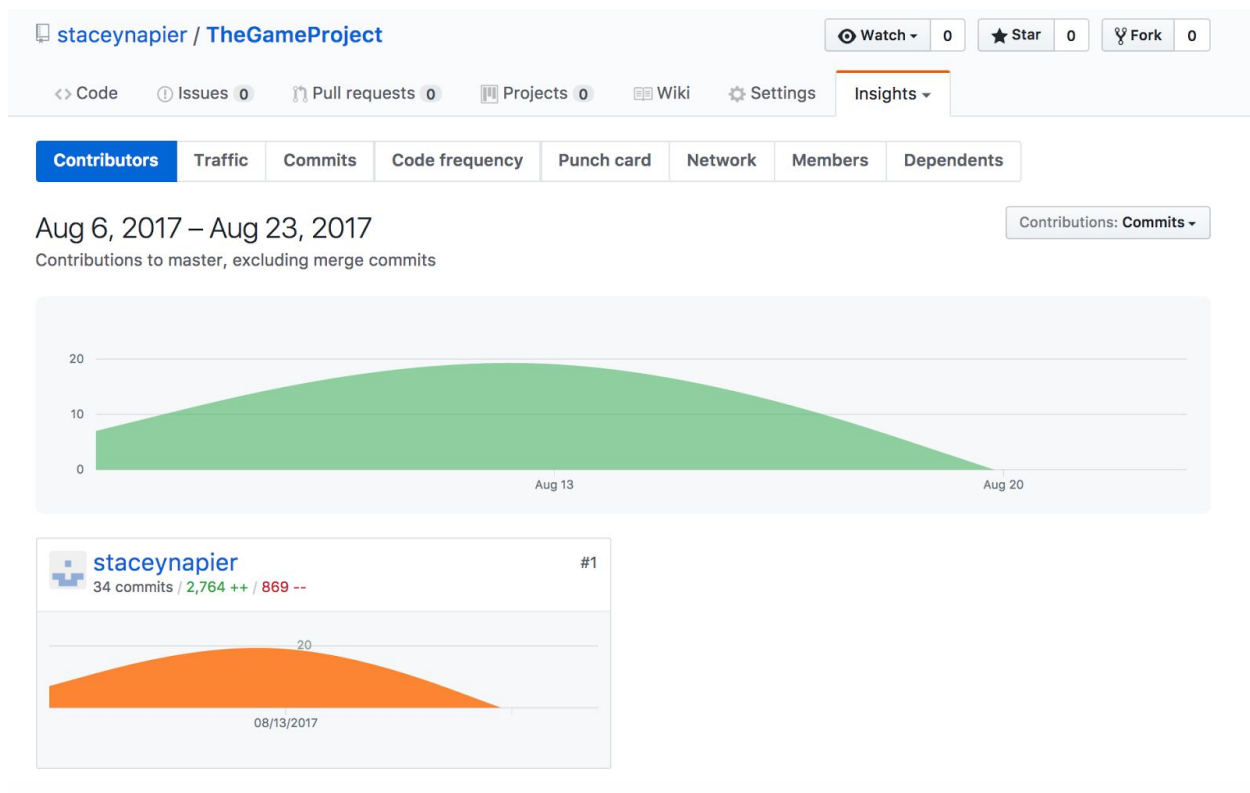 staceynapier / TheGameProject Watch 0 Star 0 Fork 0
<> Code Issues 0 Pull requests 0 Projects 0 Wiki Settings Insights
Contributors Traffic Commits Code frequency Punch card Network Members Dependents
Aug 6, 2017 – Aug 23, 2017 Contributions: Commits
Contributions to master, excluding merge commits
20
10
0
Aug 13 Aug 20
staceynapier #1
34 commits / 2,764 ++ / 869 --
20
08/13/2017